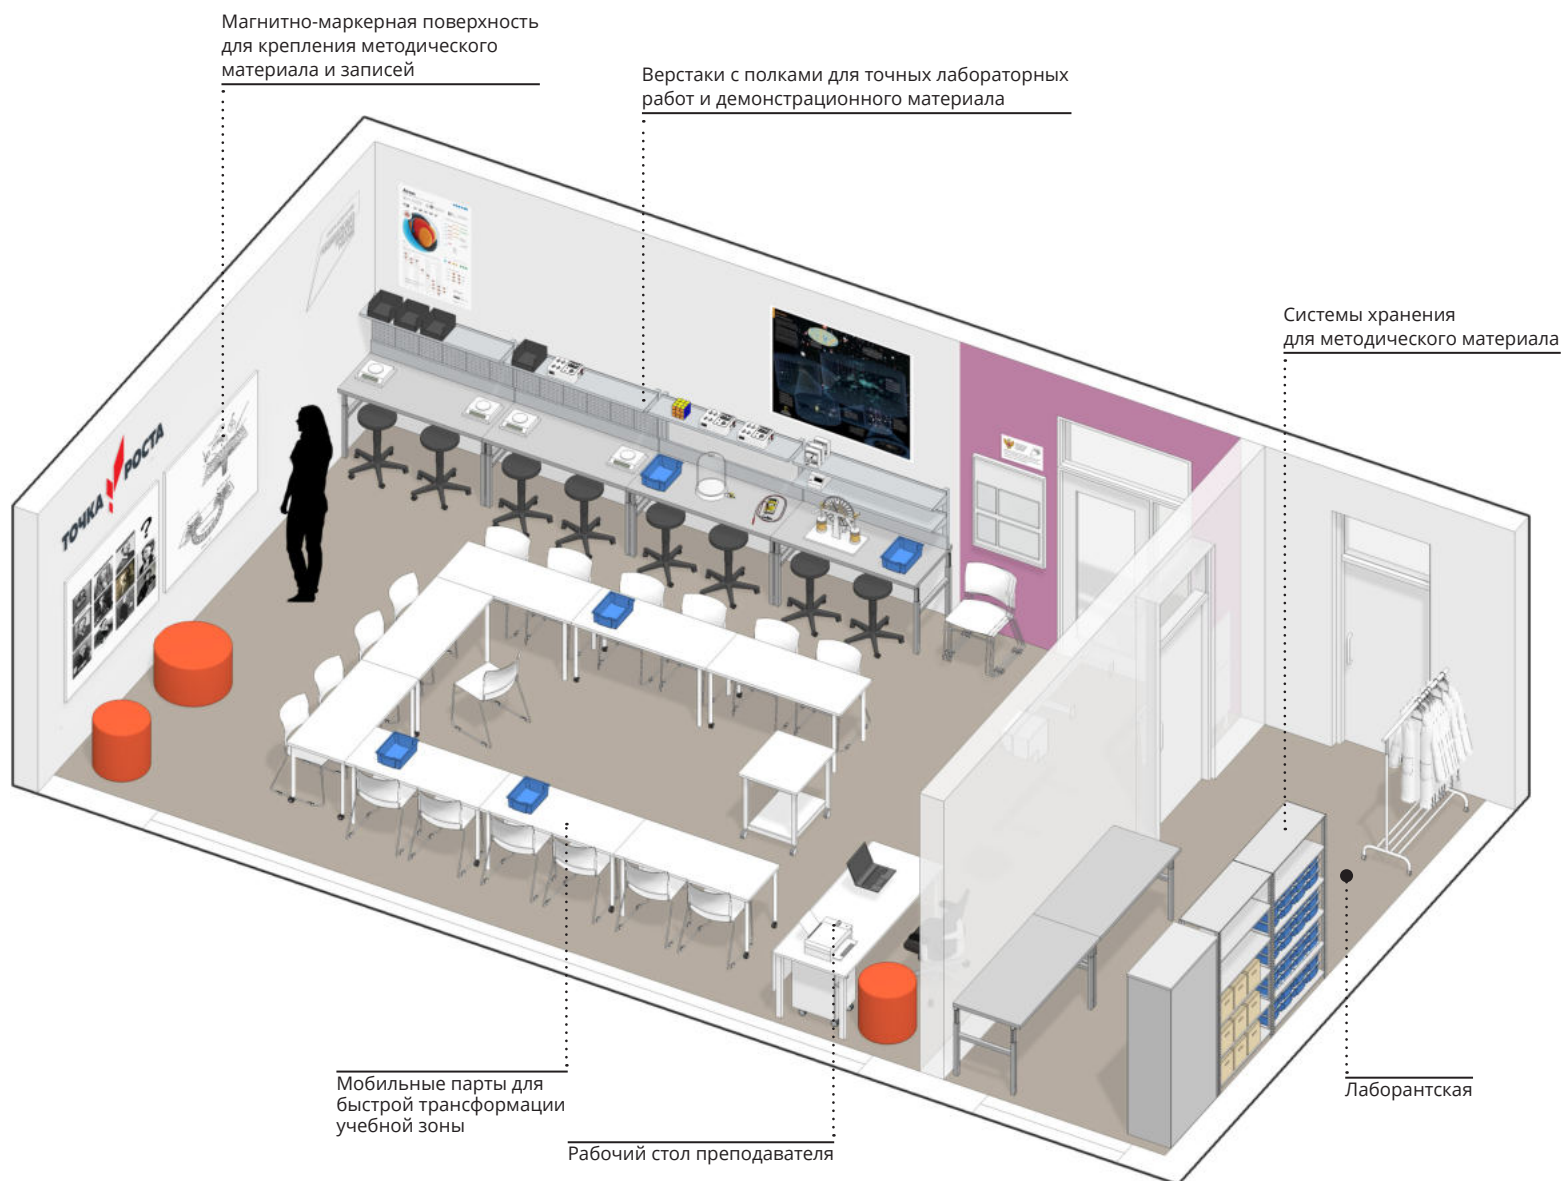 Магнитно-маркерная поверхность
для крепления методического
материала и записей
Верстаки с полками для точных лабораторных
работ и демонстрационного материала
Системы хранения
для методического материала
ТОЧКА РОСТА
?
Мобильные парты для
быстрой трансформации
учебной зоны
Рабочий стол преподавателя
Лаборантская